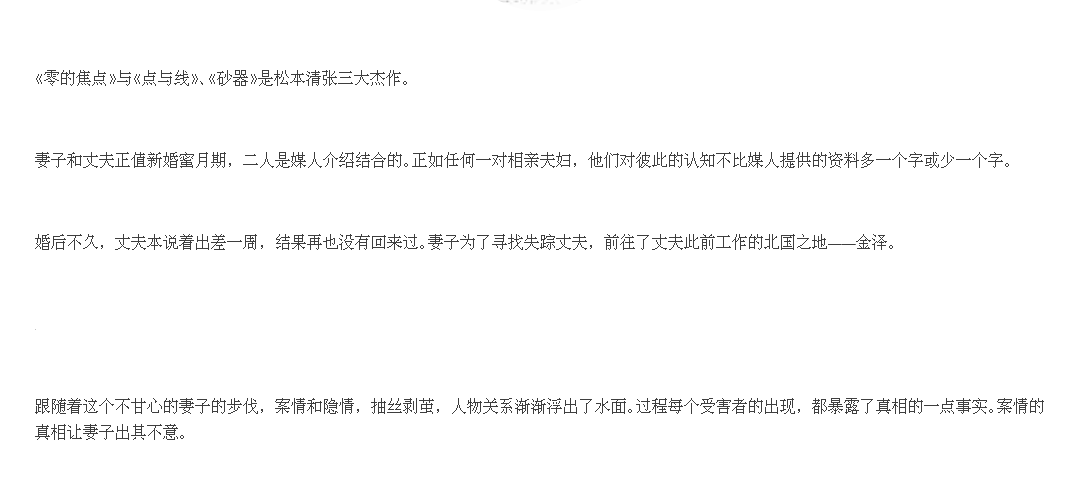 《零的焦点》与《点与线》、《砂器》是松本清张三大杰作。
妻子和丈夫正值新婚蜜月期，二人是媒人介绍结合的。正如任何一对相亲夫妇，他们对彼此的认知不比媒人提供的资料多一个字或少一个字。
婚后不久，丈夫本说着出差一周，结果再也没有回来过。妻子为了寻找失踪丈夫，前往了丈夫此前工作的北国之地——金泽。
跟随着这个不甘心的妻子的步伐，案情和隐情，抽丝剥茧，人物关系渐渐浮出了水面。过程每个受害者的出现，都暴露了真相的一点事实。案情的
真相让妻子出其不意。